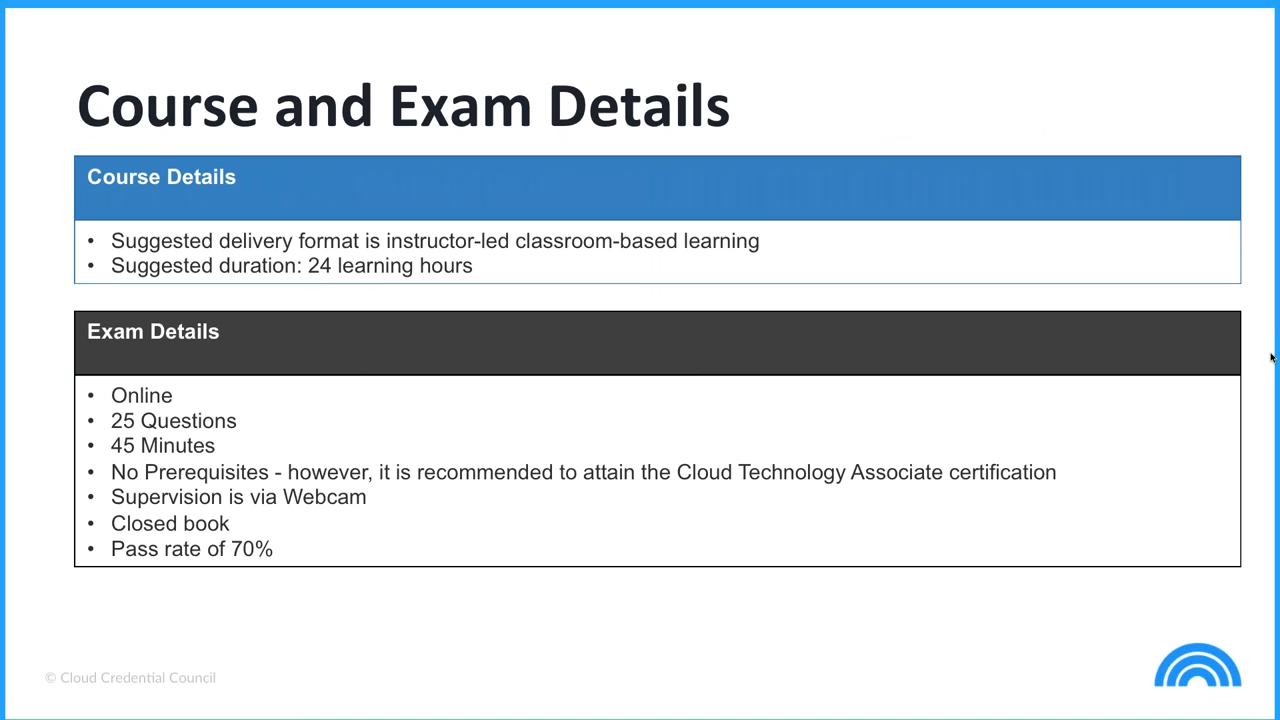 Course and Exam Details
Course Details
• Suggested delivery format is instructor-led classroom-based learning
• Suggested duration: 24 learning hours
Exam Details
• Online
• 25 Questions
• 45 Minutes
• No Prerequisites - however, it is recommended to attain the Cloud Technology Associate certification
• Supervision is via Webcam
• Closed book
• Pass rate of 70%
© Cloud Credential Council